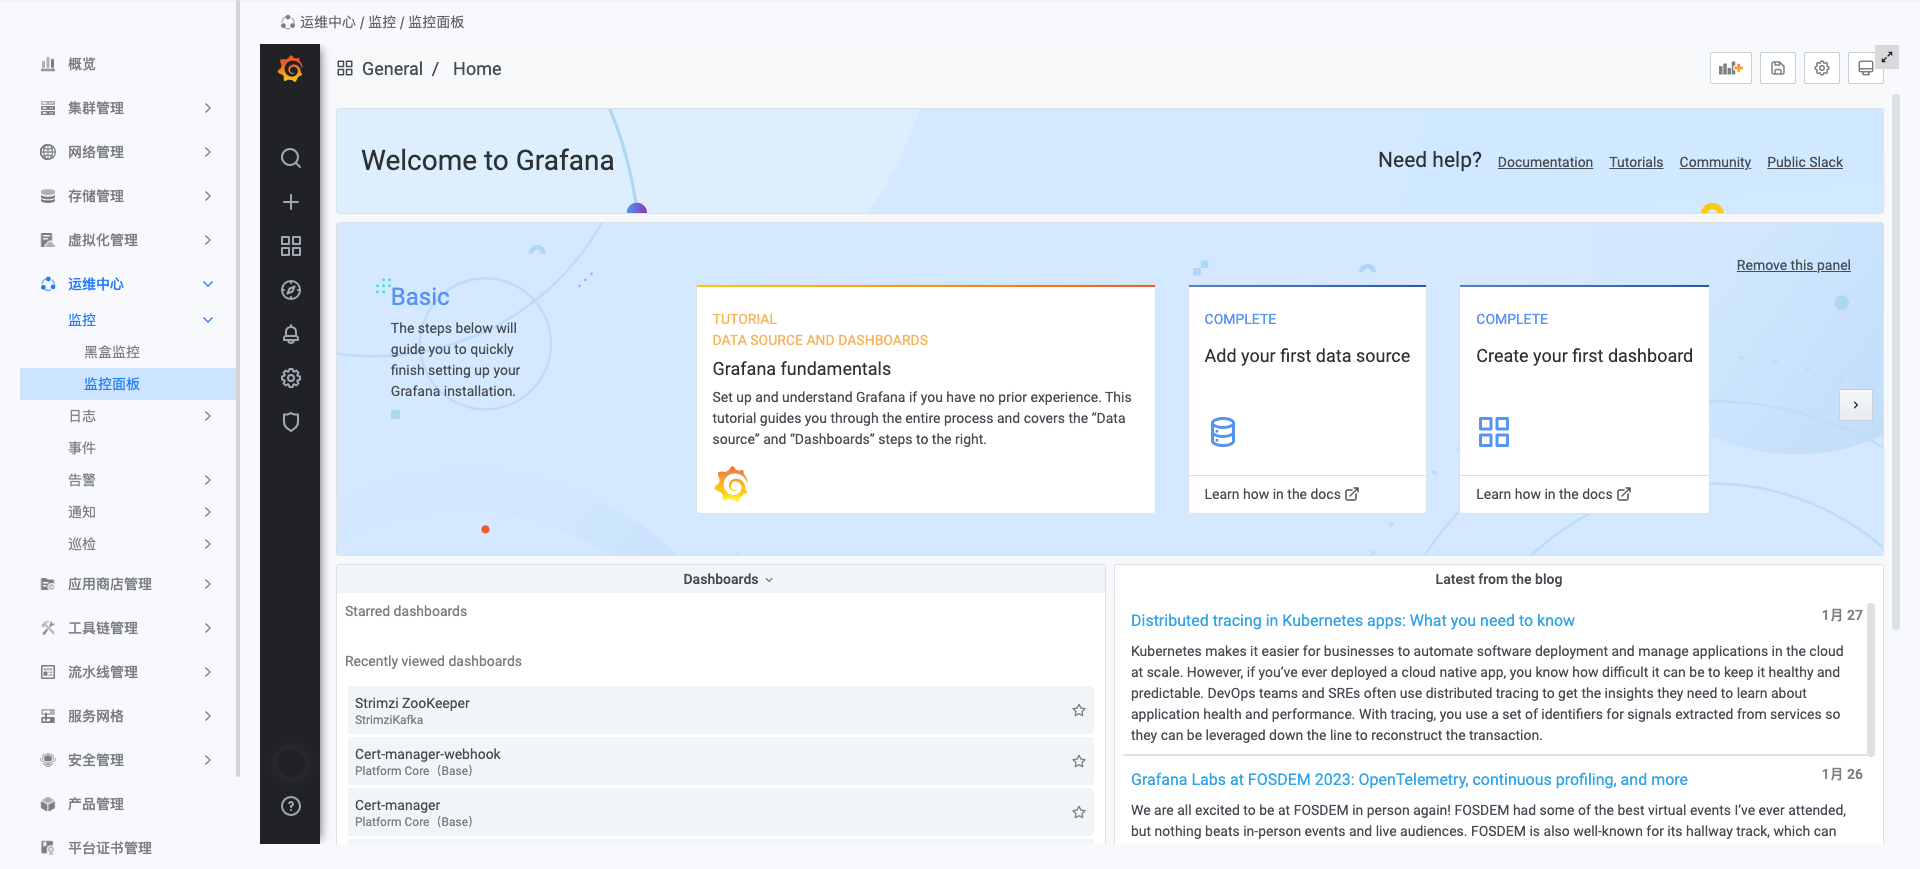 运维中心 / 监控 / 监控面板
概览
集群管理
网络管理
存储管理
虚拟化管理
运维中心
监控
黑盒监控
监控面板
日志
事件
告警
通知
巡检
应用商店管理
工具链管理
流水线管理
服务网格
安全管理
产品管理
平台证书管理
General / Home
Welcome to Grafana
Need help?
Documentation
Tutorials
Community
Public Slack
Remove this panel
Basic
The steps below will
guide you to quickly
finish setting up your
Grafana installation.
TUTORIAL
DATA SOURCE AND DASHBOARDS
Grafana fundamentals
Set up and understand Grafana if you have no prior experience. This
tutorial guides you through the entire process and covers the “Data
source” and “Dashboards” steps to the right.
COMPLETE
Add your first data source
Learn how in the docs
COMPLETE
Create your first dashboard
Learn how in the docs
Dashboards
Starred dashboards
Recently viewed dashboards
Strimzi ZooKeeper
StrimziKafka
Cert-manager-webhook
Platform Core（Base）
Cert-manager
Platform Core（Base）
Latest from the blog
Distributed tracing in Kubernetes apps: What you need to know
1月 27
Kubernetes makes it easier for businesses to automate software deployment and manage applications in the cloud
at scale. However, if you’ve ever deployed a cloud native app, you know how difficult it can be to keep it healthy and
predictable. DevOps teams and SREs often use distributed tracing to get the insights they need to learn about
application health and performance. With tracing, you use a set of identifiers for signals extracted from services so
they can be leveraged down the line to reconstruct the transaction.
Grafana Labs at FOSDEM 2023: OpenTelemetry, continuous profiling, and more
1月 26
We are all excited to be at FOSDEM in person again! FOSDEM had some of the best virtual events I’ve ever attended,
but nothing beats in-person events and live audiences. FOSDEM is also well-known for its hallway track, which can